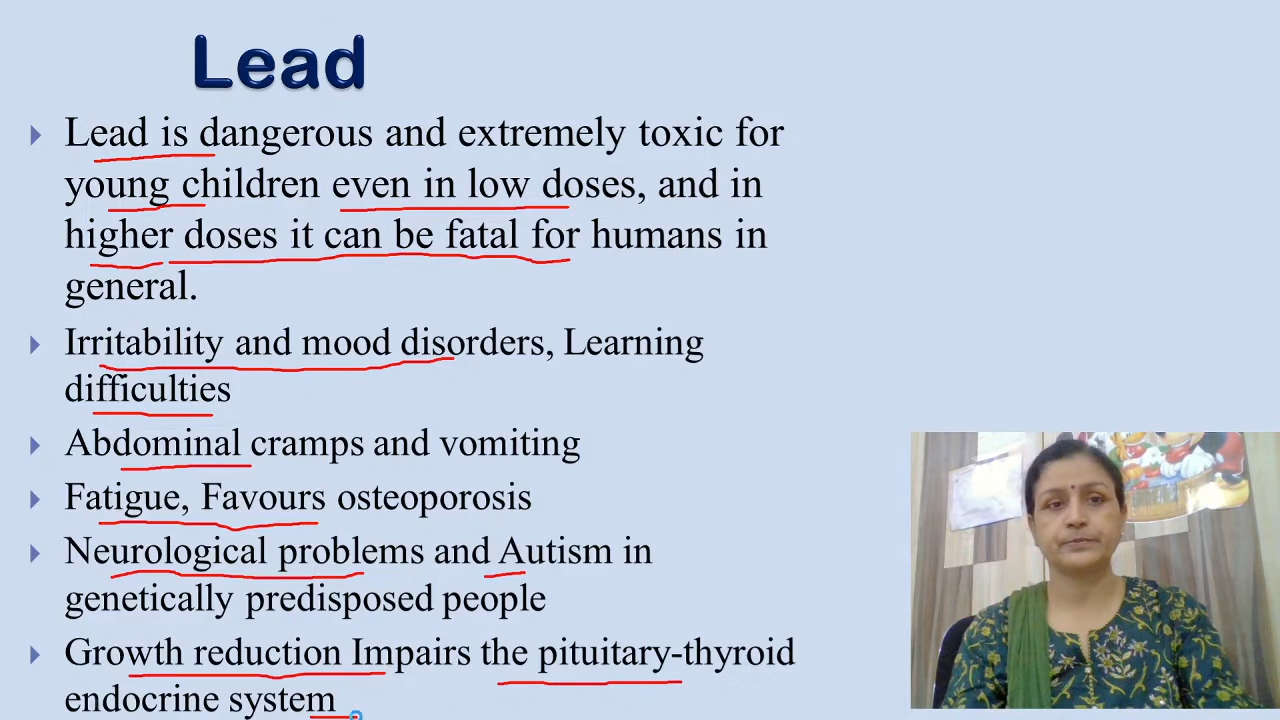 Lead
Lead is dangerous and extremely toxic for
young children even in low doses, and in
higher doses it can be fatal for humans in
general.
Irritability and mood disorders, Learning
difficulties
Abdominal cramps and vomiting
Fatigue, Favours osteoporosis
Neurological problems and Autism in
genetically predisposed people
Growth reduction Impairs the pituitary-thyroid
endocrine system